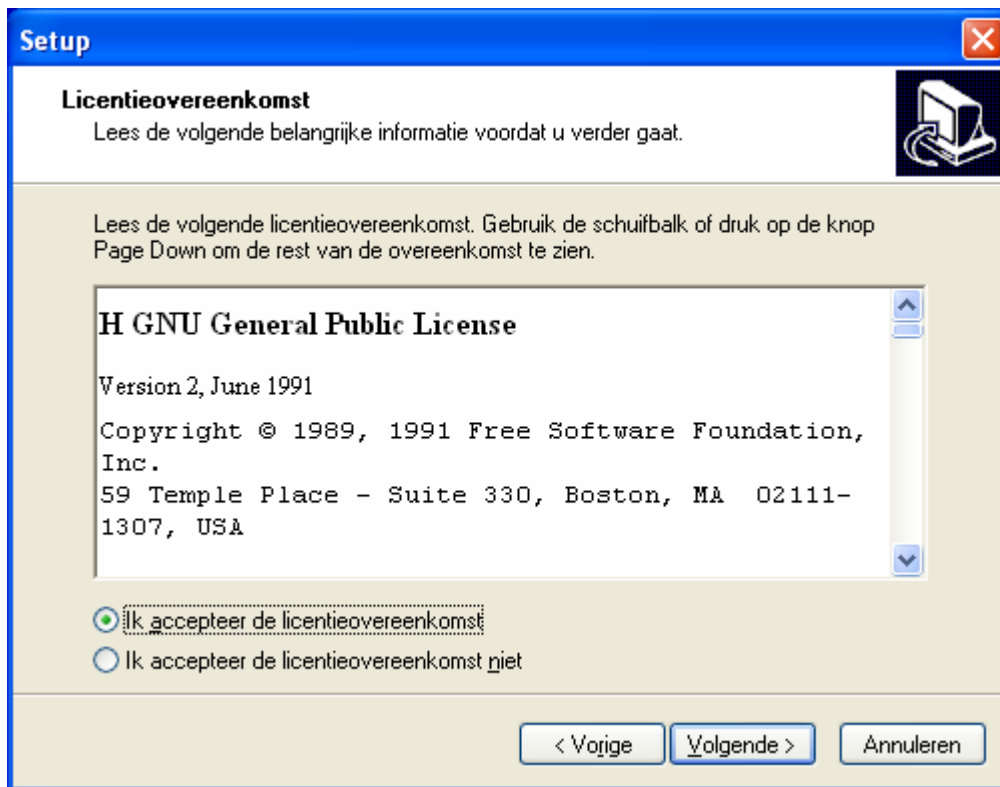 Setup
Licentieovereenkomst
Lees de volgende belangrijke informatie voordat u verder gaat.
Lees de volgende licentieovereenkomst. Gebruik de schuifbalk of druk op de knop
Page Down om de rest van de overeenkomst te zien.
H GNU General Public License
Version 2, June 1991
Copyright © 1989, 1991 Free Software Foundation,
Inc.
59 Temple Place - Suite 330, Boston, MA  02111-
1307, USA
Ik accepteer de licentieovereenkomst
Ik accepteer de licentieovereenkomst niet
< Vorige
Volgende >
Annuleren